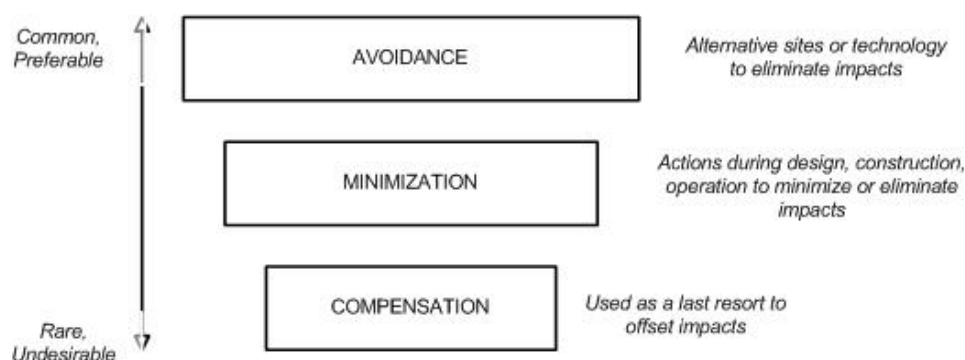 Common,
Preferable
AVOIDANCE
Alternative sites or technology
to eliminate impacts
MINIMIZATION
Actions during design, construction,
operation to minimize or eliminate
impacts
COMPENSATION
Used as a last resort to
offset impacts
Rare,
Undesirable